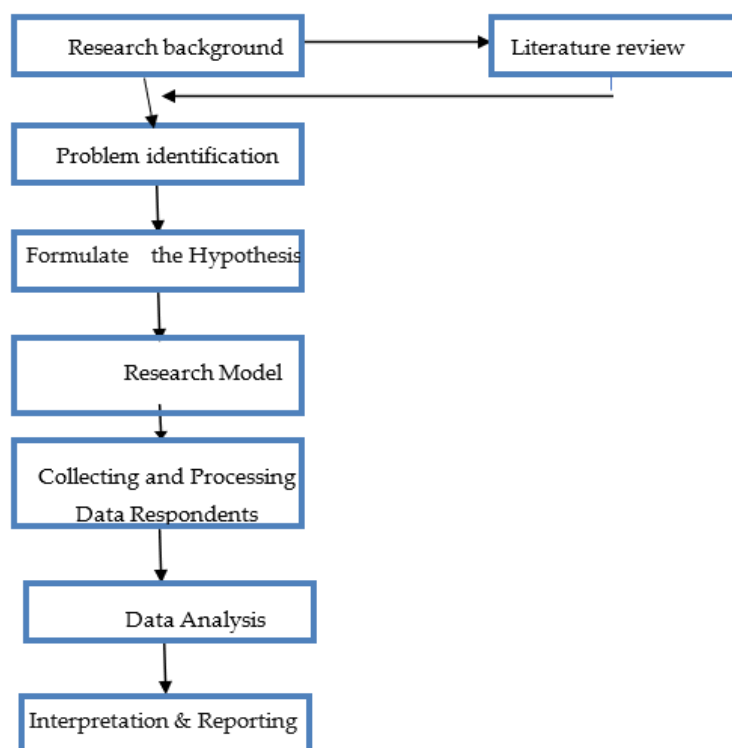 Research background
Literature review
Problem identification
Formulate the Hypothesis
Research Model
Collecting and Processing
Data Respondents
Data Analysis
Interpretation & Reporting